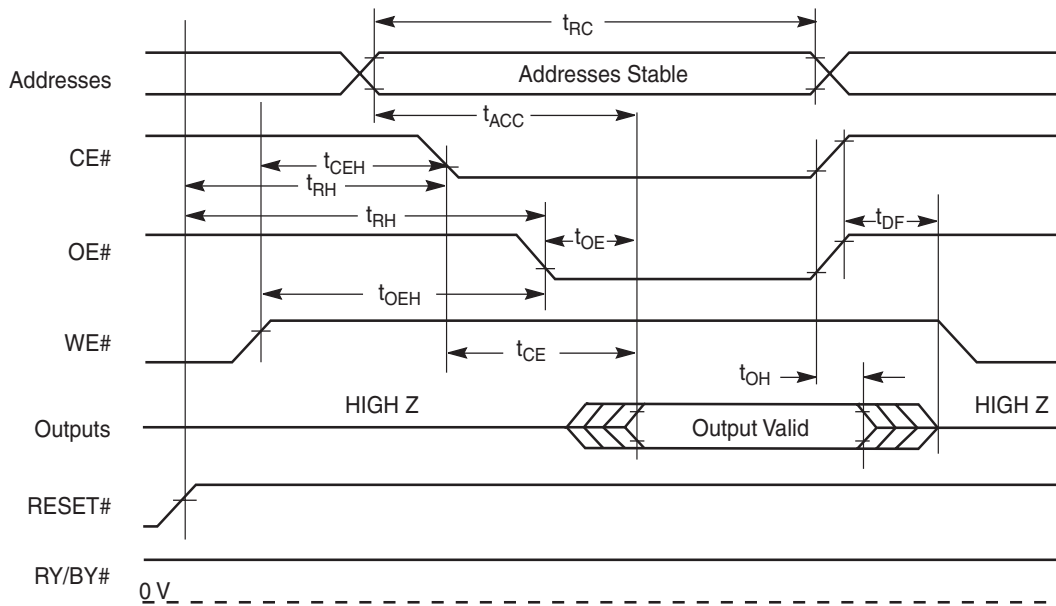 tRC
Addresses
Addresses Stable
tACC
CE#
tCEH
tRH
tRH
tDF
OE#
tOE
tOEH
WE#
tCE
tOH
HIGH Z
HIGH Z
Outputs
Output Valid
RESET#
RY/BY#
0 V